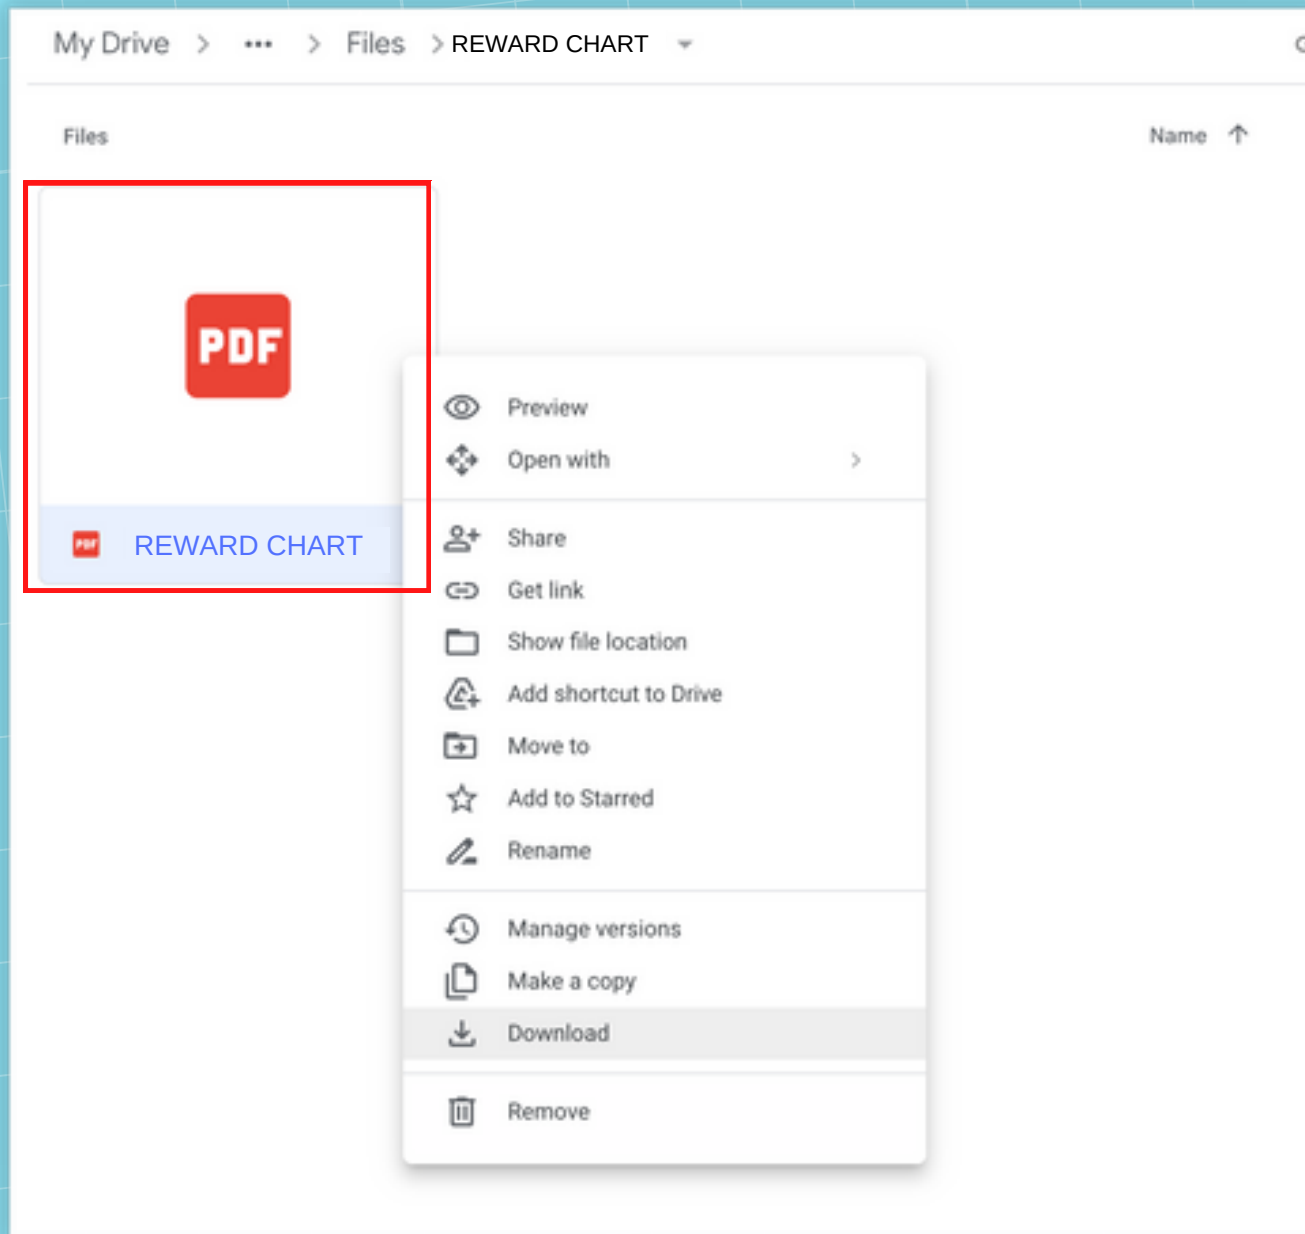 My Drive > ••• > Files > REWARD CHART
Files
Name
PDF
PDF REWARD CHART
Preview
Open with
Share
Get link
Show file location
Add shortcut to Drive
Move to
Add to Starred
Rename
Manage versions
Make a copy
Download
Remove